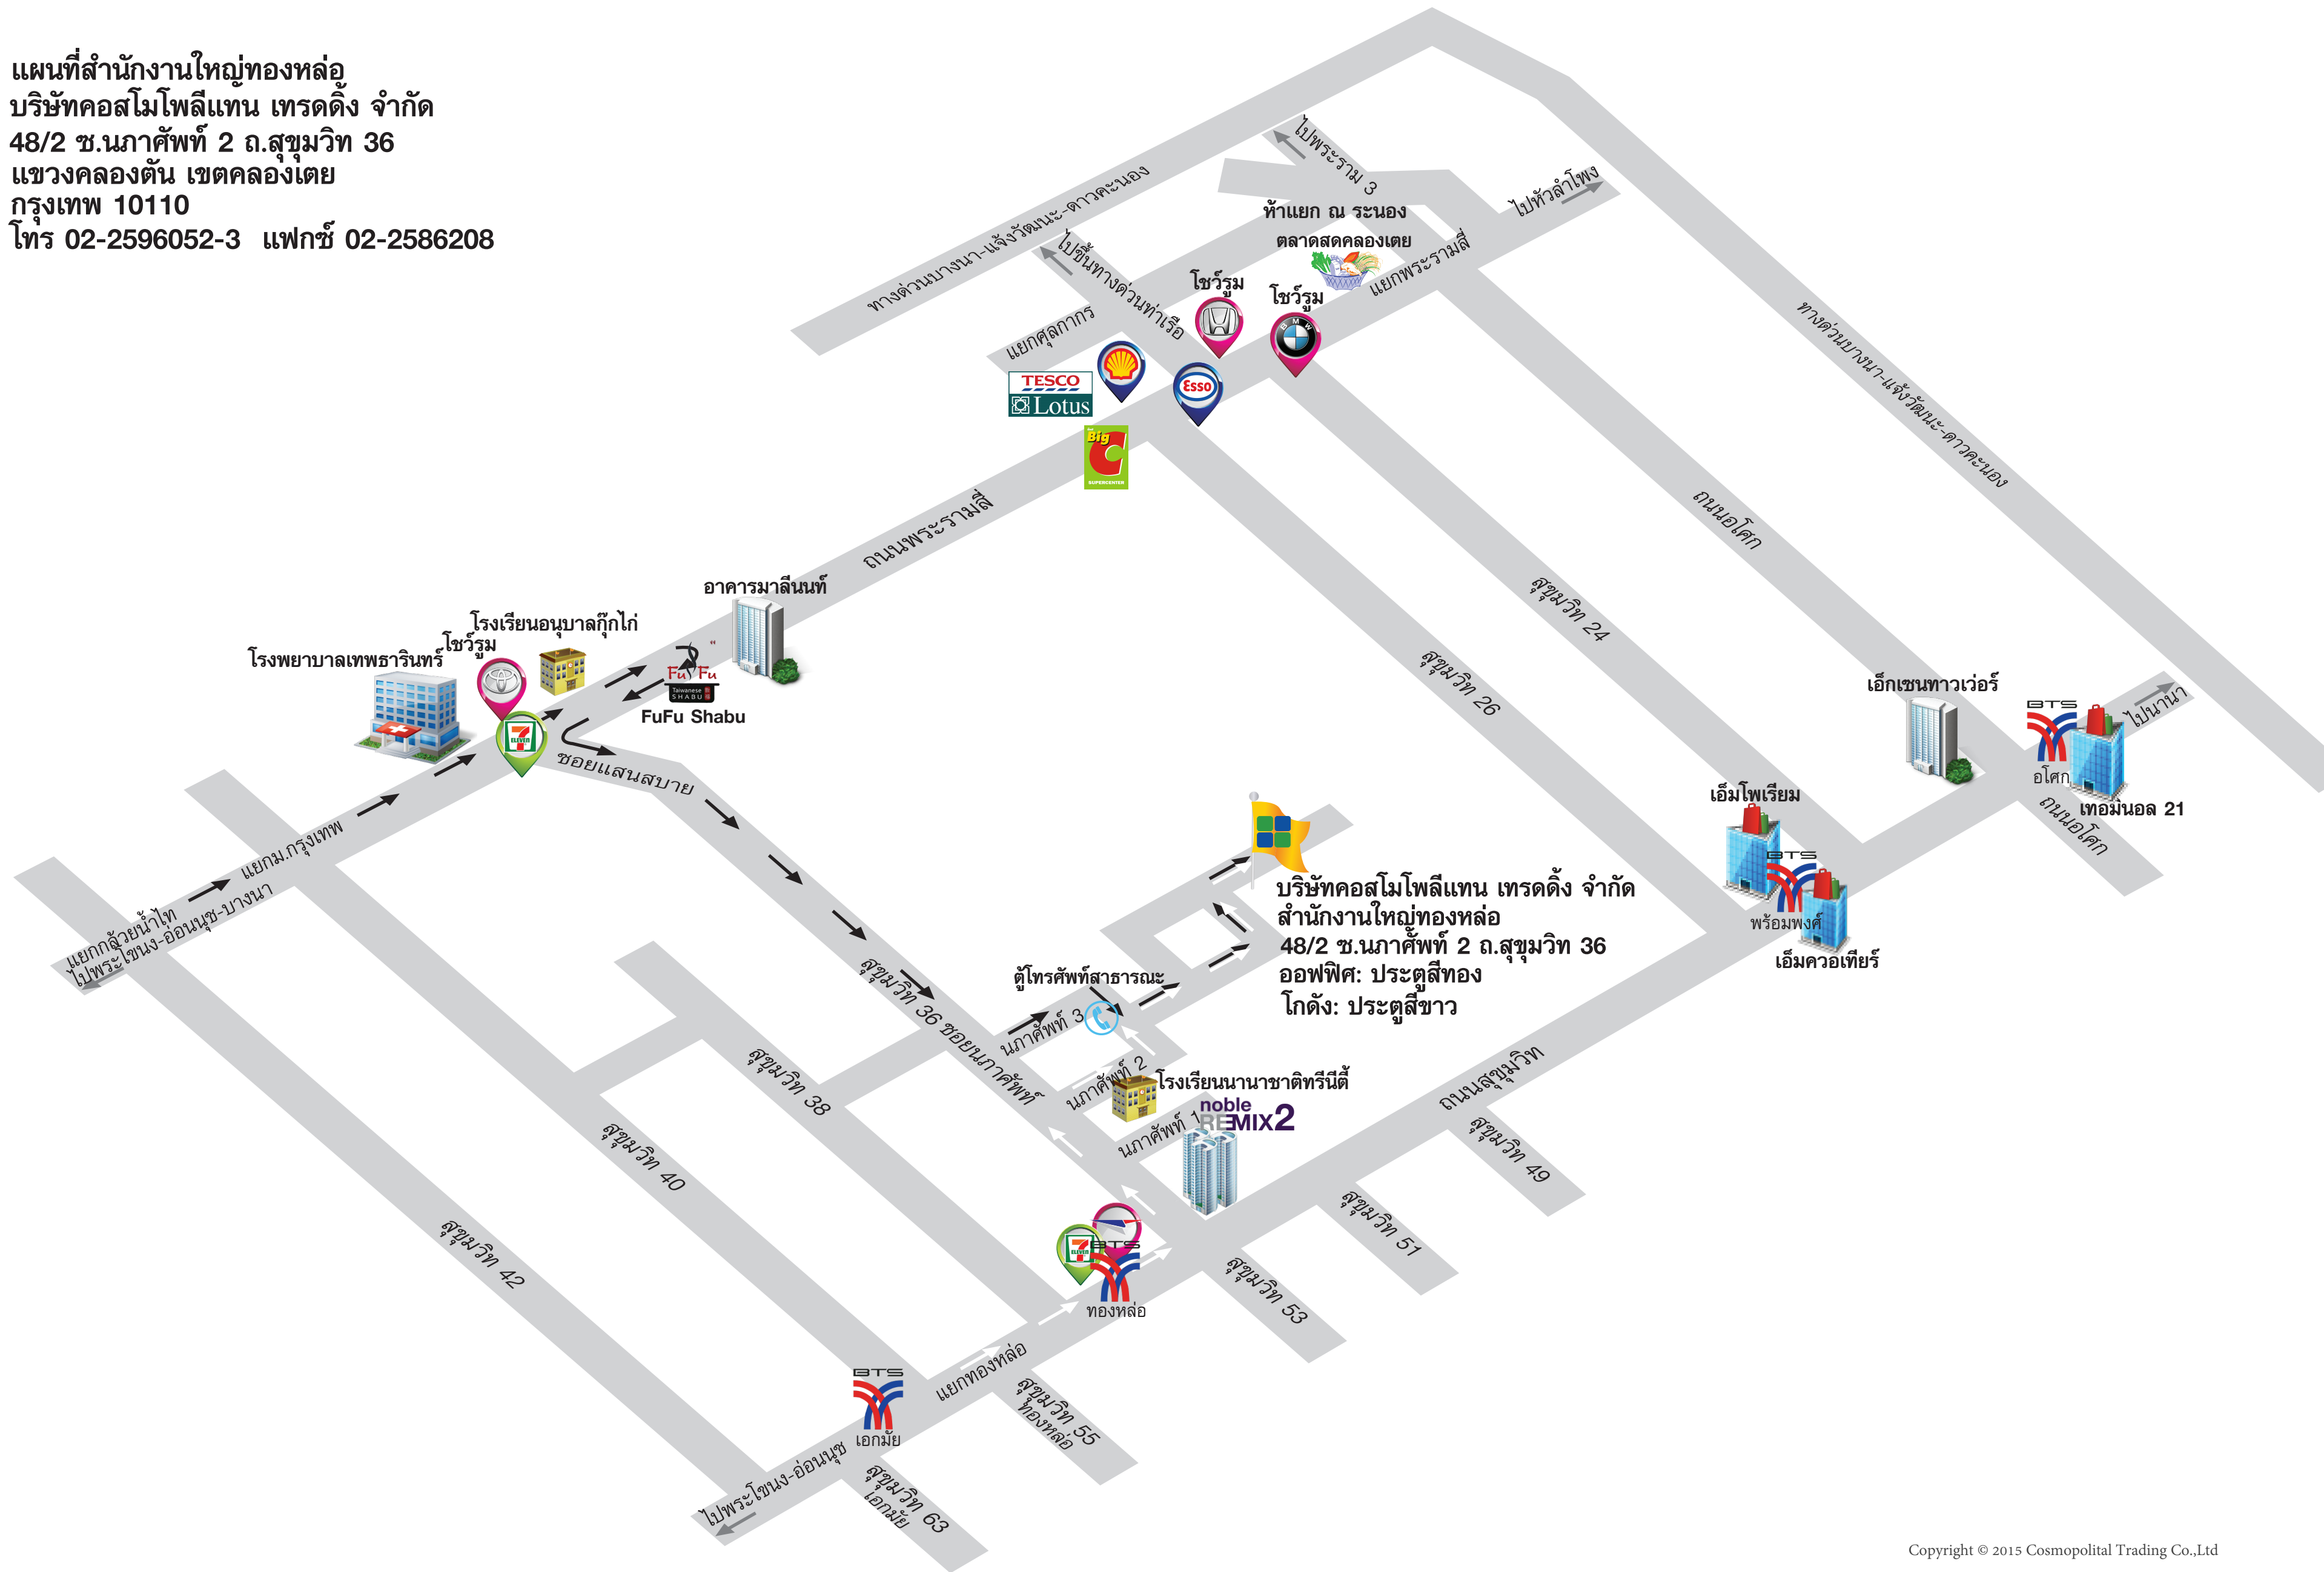 แผนที่สำนักงานใหญ่ทองหล่อ
บริษัทคอสโมโพลีแทน เทรดดิ้ง จำกัด
48/2 ซ.นภาศัพท์ 2 ถ.สุขุมวิท 36
แขวงคลองตัน เขตคลองเตย
กรุงเทพ 10110
โทร 02-2596052-3 แฟกซ์ 02-2586208
ทางด่วนบางนา-แจ้งวัฒนะ-ดาวคะนอง
ไปพระราม 3
ไปหัวลำโพง
ห้าแยก ณ ระนอง
ตลาดสดคลองเตย
ไปขึ้นทางด่วนท่าเรือ
แยกพระรามสี่
โชว์รูม
โชว์รูม
BMW
แยกศุลกากร
TESCO
Lotus
Esso
Big
C
SUPERCENTER
ทางด่วนบางนา-แจ้งวัฒนะ-ดาวคะนอง
ถนนพระรามสี่
ถนนอโศก
สุขุมวิท 24
สุขุมวิท 26
อาคารมาลีนนท์
โรงเรียนอนุบาลกุ๊กไก่
โชว์รูม
โรงพยาบาลเทพธารินทร์
Fu Fu
Taiwanese
SHABU
FuFu Shabu
7
ELEVEN
ซอยแสนสบาย
แยกม.กรุงเทพ
แยกกล้วยน้ำไท
ไปพระโขนง-อ่อนนุช-บางนา
เอ็กเซนทาวเว่อร์
BTS
อโศก
ไปนานา
เทอมินอล 21
ถนนอโศก
เอ็มโพเรียม
BTS
พร้อมพงศ์
เอ็มควอเทียร์
บริษัทคอสโมโพลีแทน เทรดดิ้ง จำกัด
สำนักงานใหญ่ทองหล่อ
48/2 ซ.นภาศัพท์ 2 ถ.สุขุมวิท 36
ออฟฟิศ: ประตูสีทอง
โกดัง: ประตูสีขาว
ตู้โทรศัพท์สาธารณะ
สุขุมวิท 36 ซอยนภาศัพท์
นภาศัพท์ 3
นภาศัพท์ 2
นภาศัพท์ 1
โรงเรียนนานาชาติทรีนีตี้
noble
REMIX2
ถนนสุขุมวิท
สุขุมวิท 38
สุขุมวิท 40
สุขุมวิท 42
สุขุมวิท 49
สุขุมวิท 51
สุขุมวิท 53
7
ELEVEN
BTS
ทองหล่อ
แยกทองหล่อ
สุขุมวิท 55
ทองหล่อ
BTS
เอกมัย
ไปพระโขนง-อ่อนนุช
สุขุมวิท 63
เอกมัย
Copyright © 2015 Cosmopolital Trading Co.,Ltd